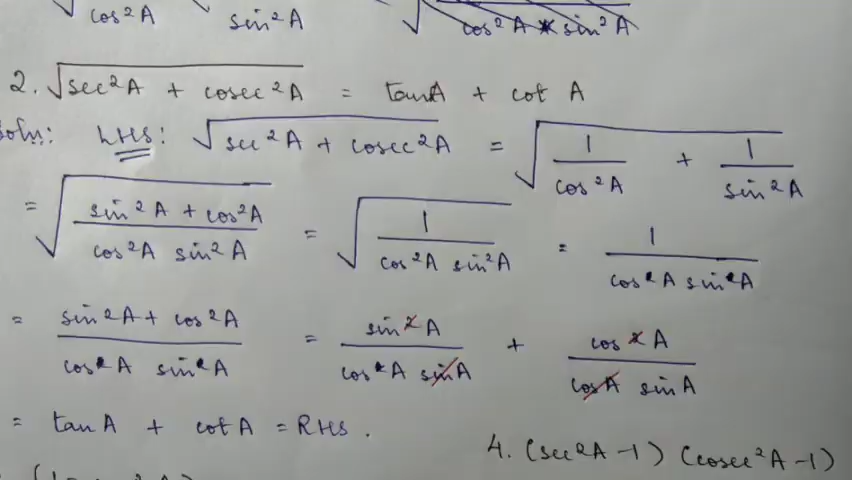 √ cos²A √ sin²A √ cos²A * sin²A
2. √(sec²A + cosec²A) = tanA + cot A
Soln: LHS: √(sec²A + cosec²A) = √(1/cos²A + 1/sin²A)
= √((sin²A + cos²A)/(cos²A sin²A)) = √(1/(cos²A sin²A)) = 1/(cosA sinA)
= (sin²A + cos²A)/(cosA sinA) = sin²A/(cosA sinA) + cos²A/(cosA sinA)
= tanA + cotA = RHS.
4. (sec²A - 1) (cosec²A - 1)